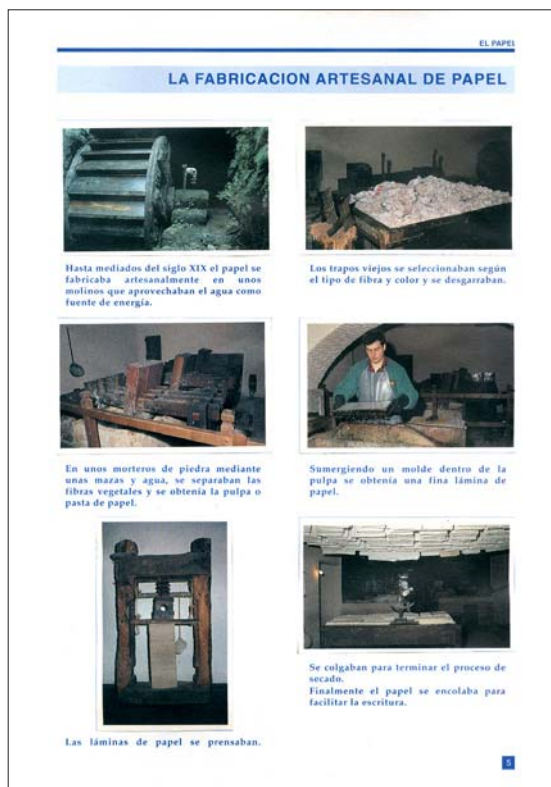 EL PAPEL
LA FABRICACION ARTESANAL DE PAPEL
Hasta mediados del siglo XIX el papel se
fabricaba artesanalmente en unos
molinos que aprovechaban el agua como
fuente de energía.
Los trapos viejos se seleccionaban según
el tipo de fibra y color y se desgarraban.
En unos morteros de piedra mediante
unas mazas y agua, se separaban las
fibras vegetales y se obtenía la pulpa o
pasta de papel.
Sumergiendo un molde dentro de la
pulpa se obtenía una fina lámina de
papel.
Las láminas de papel se prensaban.
Se colgaban para terminar el proceso de
secado.
Finalmente el papel se encolaba para
facilitar la escritura.
5